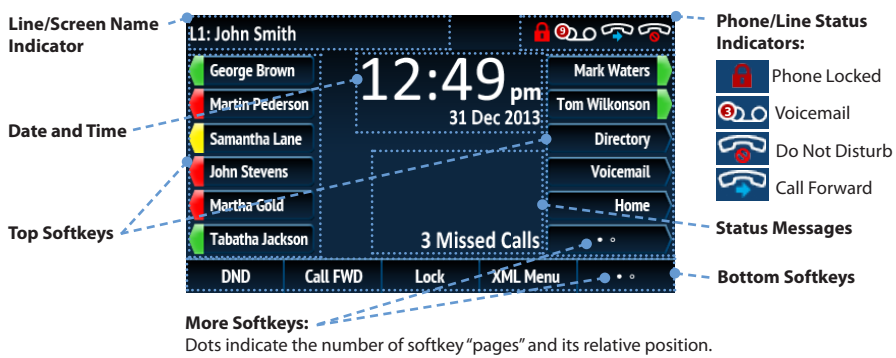 Line/Screen Name
Indicator
Date and Time
Top Softkeys
L1: John Smith
9
George Brown
Martin Pederson
Samantha Lane
John Stevens
Martha Gold
Tabatha Jackson
12:49 pm
31 Dec 2013
3 Missed Calls
Mark Waters
Tom Wilkonson
Directory
Voicemail
Home
DND
Call FWD
Lock
XML Menu
Phone/Line Status
Indicators:
Phone Locked
3
Voicemail
Do Not Disturb
Call Forward
Status Messages
Bottom Softkeys
More Softkeys:
Dots indicate the number of softkey “pages” and its relative position.